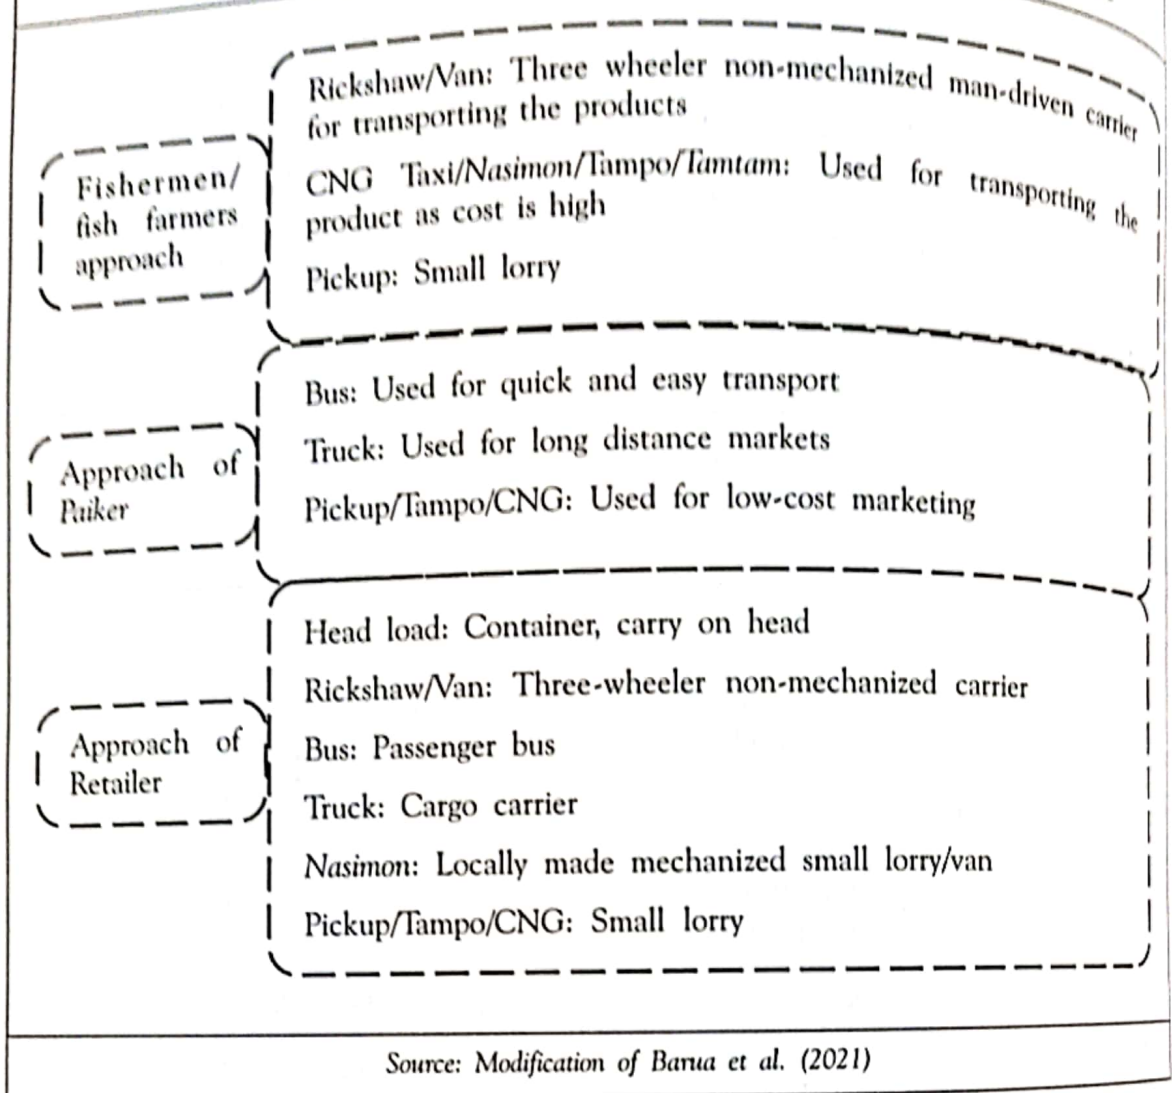 Fishermen/
fish farmers
approach
Rickshaw/Van: Three wheeler non-mechanized man-driven carrier
for transporting the products
CNG Taxi/Nasimon/Tampo/Tamtam: Used for transporting the
product as cost is high
Pickup: Small lorry
Approach of
Paiker
Bus: Used for quick and easy transport
Truck: Used for long distance markets
Pickup/Tampo/CNG: Used for low-cost marketing
Approach of
Retailer
Head load: Container, carry on head
Rickshaw/Van: Three-wheeler non-mechanized carrier
Bus: Passenger bus
Truck: Cargo carrier
Nasimon: Locally made mechanized small lorry/van
Pickup/Tampo/CNG: Small lorry
Source: Modification of Barua et al. (2021)